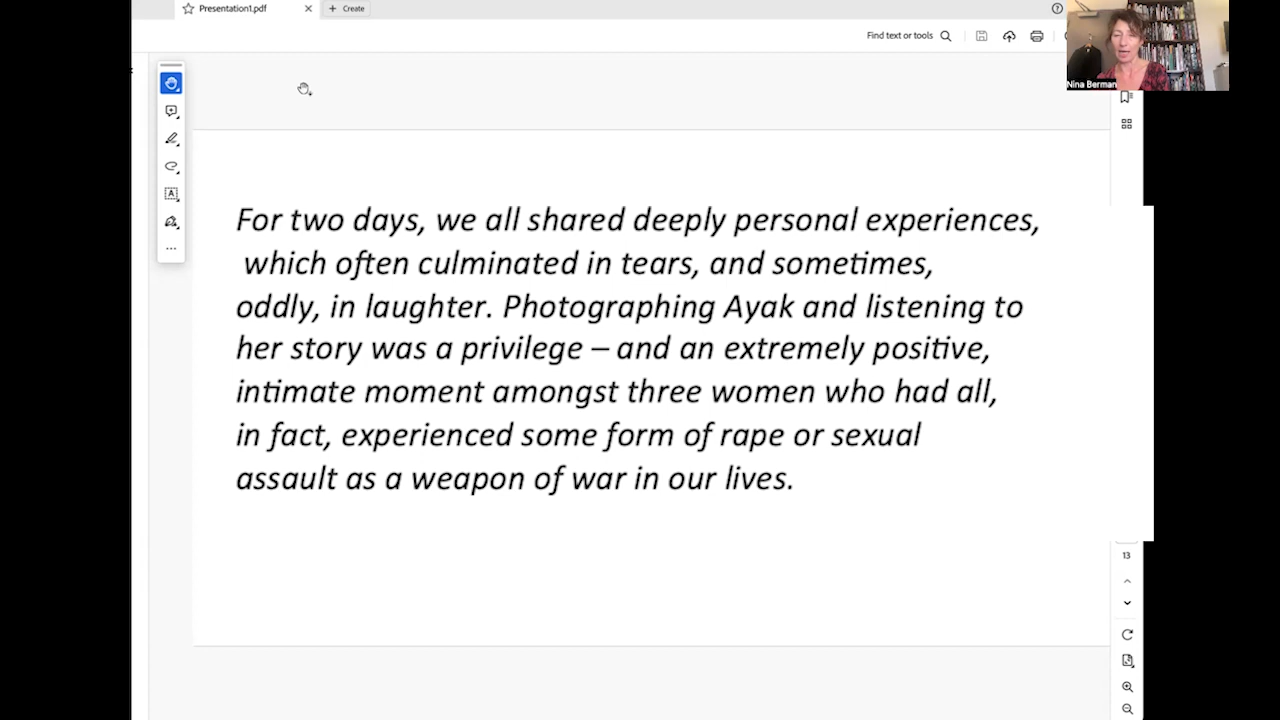 Presentation1.pdf
Create
Find text or tools
Nina Berman
For two days, we all shared deeply personal experiences,
which often culminated in tears, and sometimes,
oddly, in laughter. Photographing Ayak and listening to
her story was a privilege – and an extremely positive,
intimate moment amongst three women who had all,
in fact, experienced some form of rape or sexual
assault as a weapon of war in our lives.
13